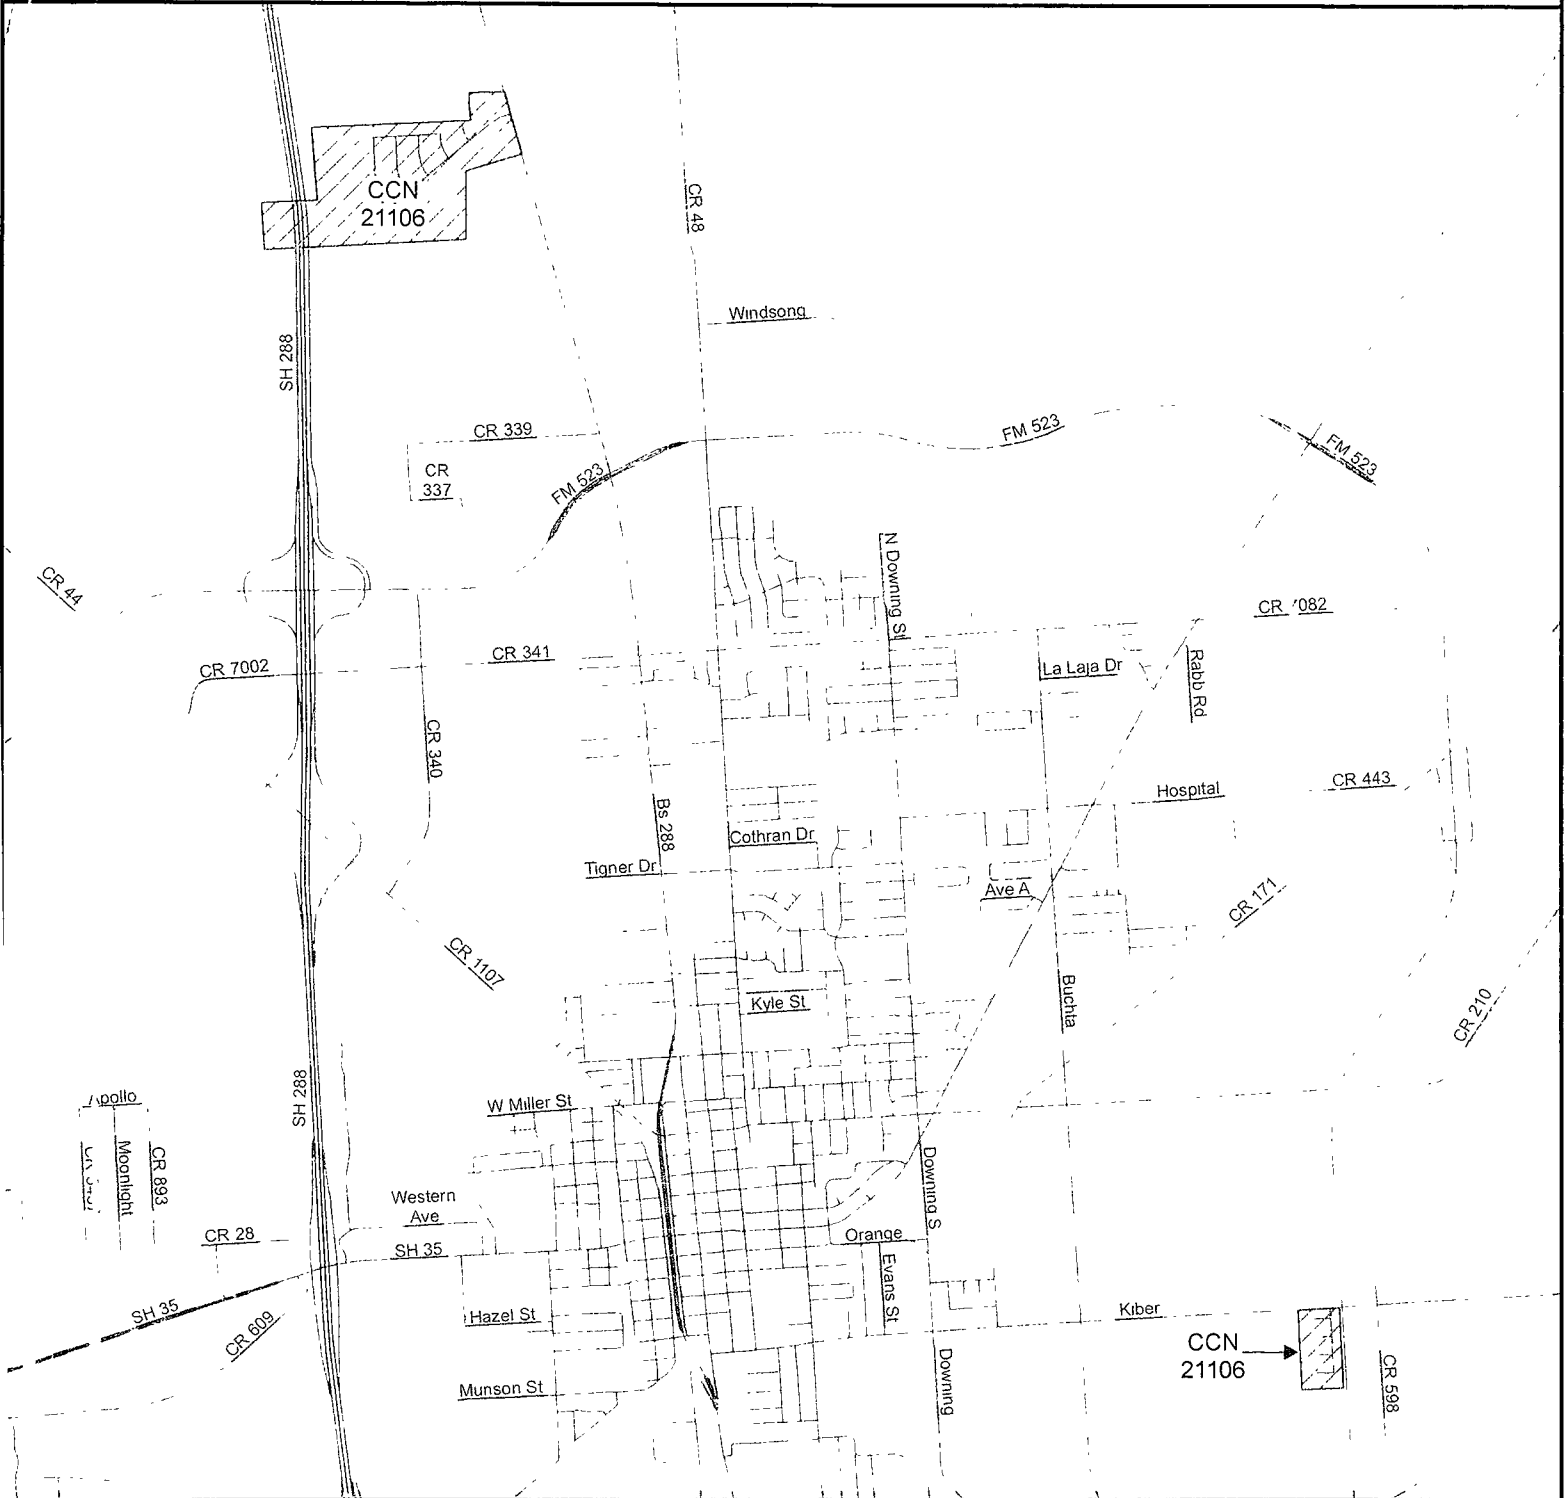 CCN
21106
CR 48
Windsong
SH 288
CR 339
CR
337
FM 523
FM 523
FM 523
CR 44
N Downing St
CR 7002
CR 341
La Laja Dr
Rabb Rd
CR 340
Bs 288
Cothran Dr
Tigner Dr
Hospital
CR 443
Ave A
CR 171
CR 1107
Kyle St
Buchta
CR 210
SH 288
W Miller St
Moonlight
CR 893
Western
Ave
CR 28
SH 35
Downing S
Orange
Evans St
SH 35
CR 609
Hazel St
Kiber
CCN
21106
Munson St
Downing
CR 598